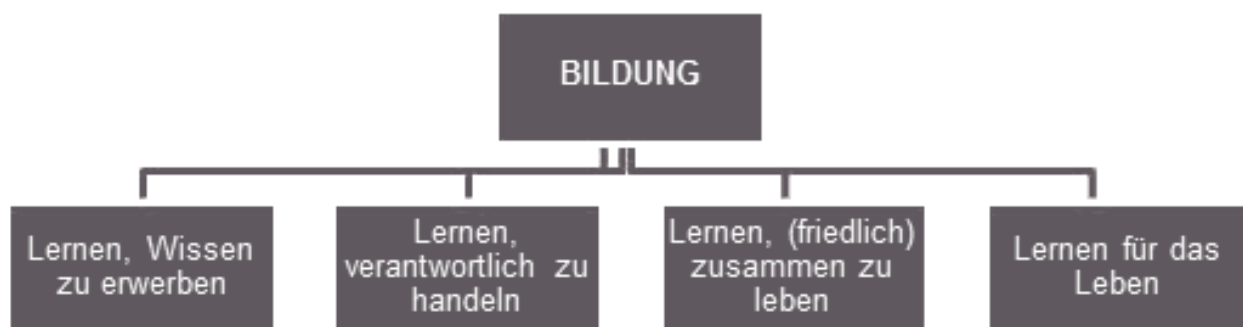 BILDUNG
Lernen, Wissen
zu erwerben
Lernen,
verantwortlich zu
handeln
Lernen, (friedlich)
zusammen zu
leben
Lernen für das
Leben